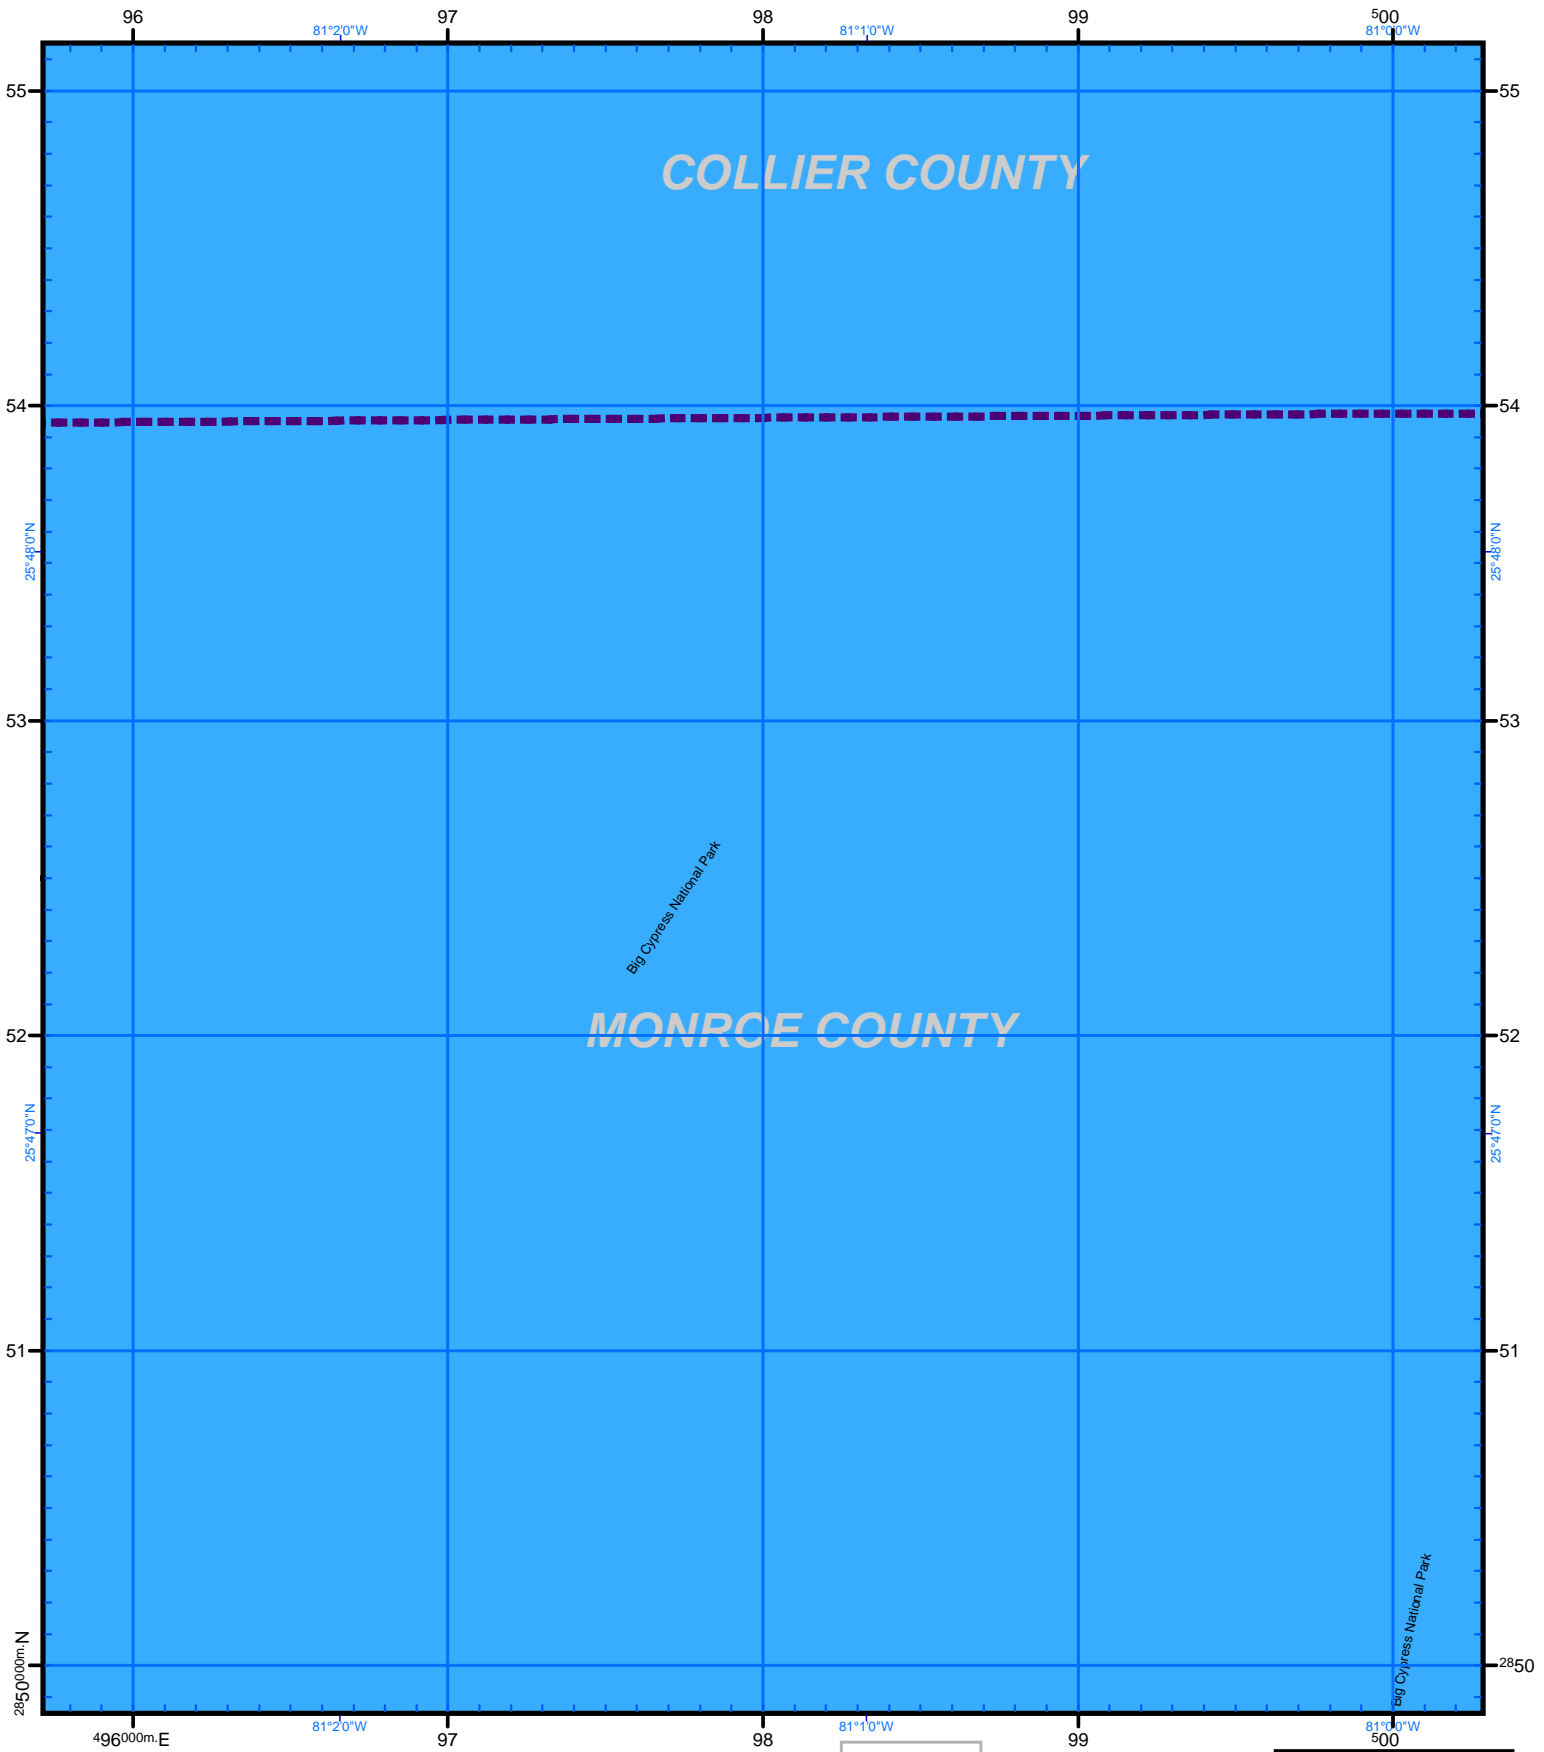 96 97 98 99 500
81°2'0"W 81°1'0"W 81°0'0"W
55 55
COLLIER COUNTY
54 54
25°48'0"N 25°48'0"N
53 53
Big Cypress National Park
MONROE COUNTY
52 52
25°47'0"N 25°47'0"N
51 51
Big Cypress National Park
2850000m.N 2850
81°2'0"W 81°1'0"W 81°0'0"W
496000m.E 97 98 99 500